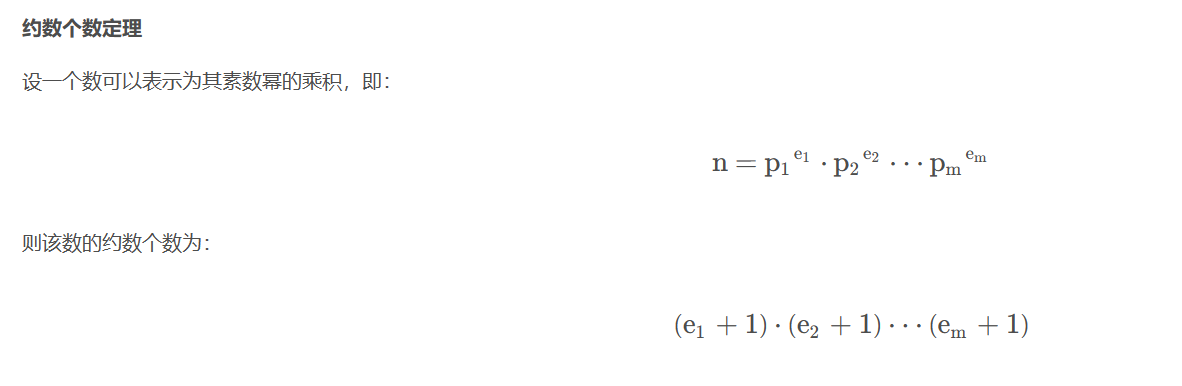 约数个数定理
设一个数可以表示为其素数幂的乘积，即：
n = p₁^{e₁} · p₂^{e₂} ⋯ pₘ^{eₘ}
则该数的约数个数为：
(e₁ + 1) · (e₂ + 1) ⋯ (eₘ + 1)